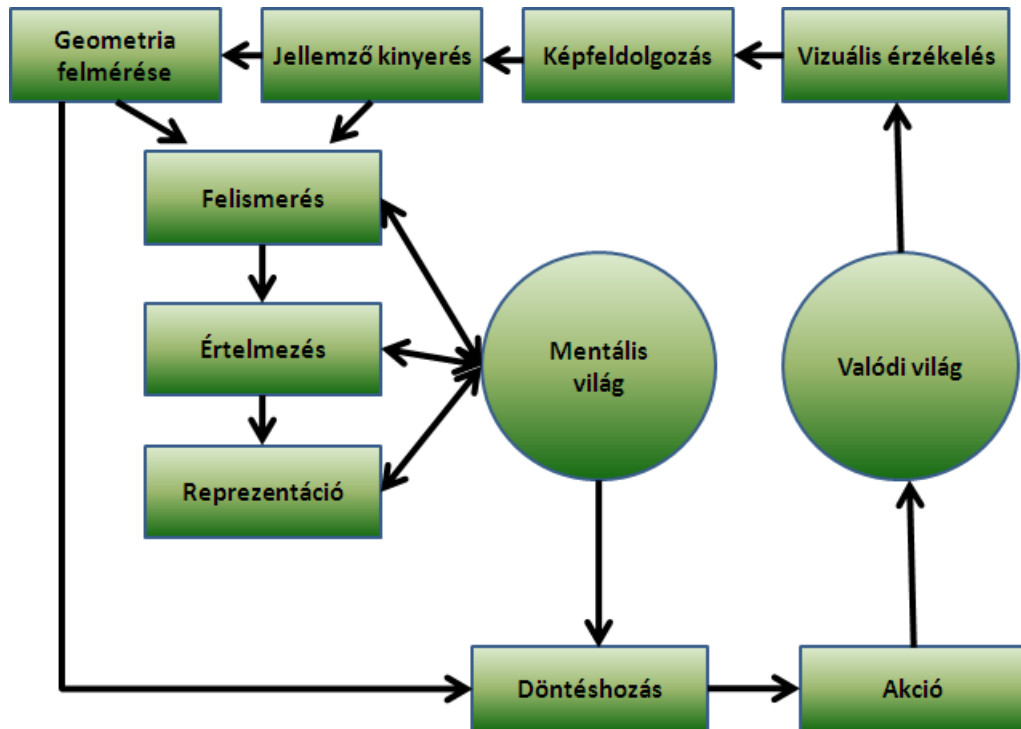 Geometria
felmérése
Jellemző kinyerés
Képfeldolgozás
Vizuális érzékelés
Felismerés
Értelmezés
Reprezentáció
Mentális
világ
Valódi világ
Döntéshozás
Akció